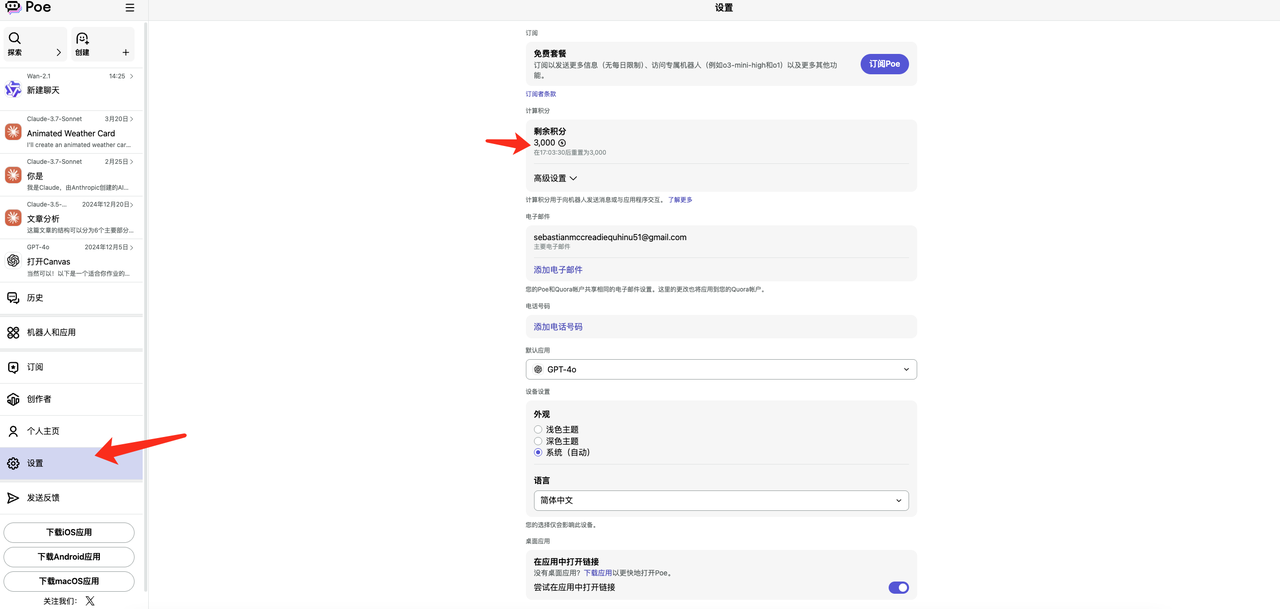 Poe
探索
创建
Wan-2.1 14:25
新建聊天
Claude-3.7-Sonnet 3月20日
Animated Weather Card
I'll create an animated weather car...
Claude-3.7-Sonnet 2月25日
你是
我是Claude，由Anthropic创建的AI...
Claude-3.5-... 2024年12月20日
文章分析
这篇文章的结构可以分为6个主要部分...
GPT-4o 2024年12月5日
打开Canvas
当然可以！以下是一个适合你作业的...
历史
机器人和应用
订阅
创作者
个人主页
设置
发送反馈
下载iOS应用
下载Android应用
下载macOS应用
关注我们：
设置
订阅
免费套餐
订阅以发送更多信息（无每日限制）、访问专属机器人（例如o3-mini-high和o1）以及更多其他功
能。
订阅Poe
订阅者条款
计算积分
剩余积分
3,000
在17:03:30后重置为3,000
高级设置
计算积分用于向机器人发送消息或与应用程序交互。 了解更多
电子邮件
sebastianmccreadiequhinu51@gmail.com
主要电子邮件
添加电子邮件
您的Poe和Quora帐户共享相同的电子邮件设置。这里的更改也将应用到您的Quora帐户。
电话号码
添加电话号码
默认应用
GPT-4o
设备设置
外观
浅色主题
深色主题
系统（自动）
语言
简体中文
您的选择仅会影响此设备。
桌面应用
在应用中打开链接
没有桌面应用？下载应用以更快地打开Poe。
尝试在应用中打开链接